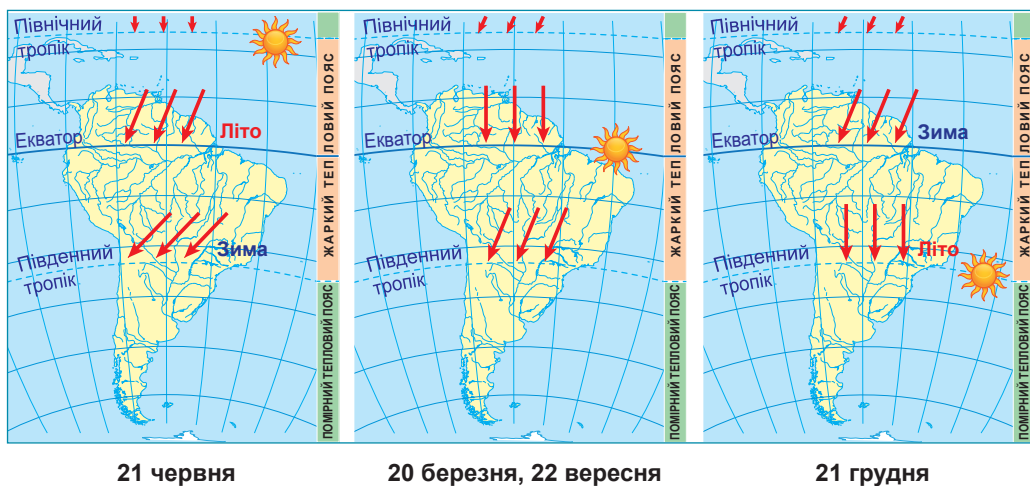 Північний
тропік
Літо
Екватор
Зима
Південний
тропік
ЖАРКИЙ ТЕПЛОВИЙ ПОЯС
ПОМІРНИЙ ТЕПЛОВИЙ ПОЯС
21 червня
Північний
тропік
Екватор
Південний
тропік
ЖАРКИЙ ТЕПЛОВИЙ ПОЯС
ПОМІРНИЙ ТЕПЛОВИЙ ПОЯС
20 березня, 22 вересня
Північний
тропік
Екватор
Зима
Південний
Літо
тропік
ЖАРКИЙ ТЕПЛОВИЙ ПОЯС
ПОМІРНИЙ ТЕПЛОВИЙ ПОЯС
21 грудня